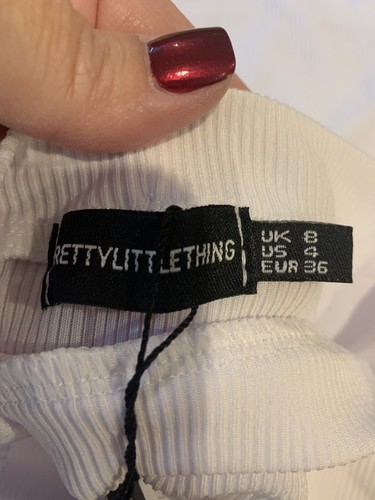 RETTYLITTLETHING
UK 8
US 4
EUR 36